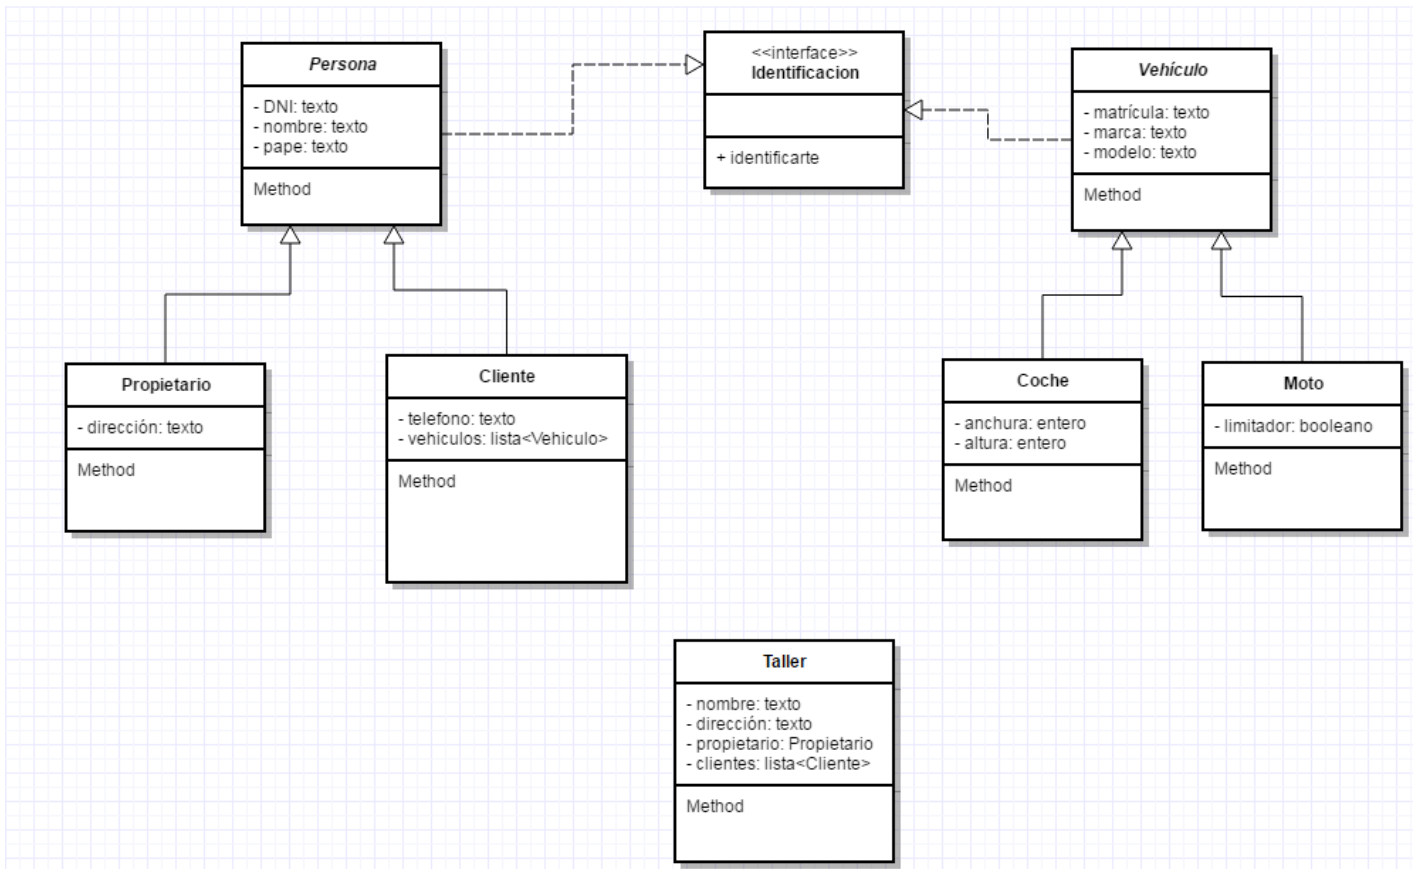 Persona
- DNI: texto
- nombre: texto
- pape: texto
Method
<<interface>>
Identificacion
+ identificarte
Vehículo
- matrícula: texto
- marca: texto
- modelo: texto
Method
Propietario
- dirección: texto
Method
Cliente
- telefono: texto
- vehiculos: lista<Vehiculo>
Method
Coche
- anchura: entero
- altura: entero
Method
Moto
- limitador: booleano
Method
Taller
- nombre: texto
- dirección: texto
- propietario: Propietario
- clientes: lista<Cliente>
Method